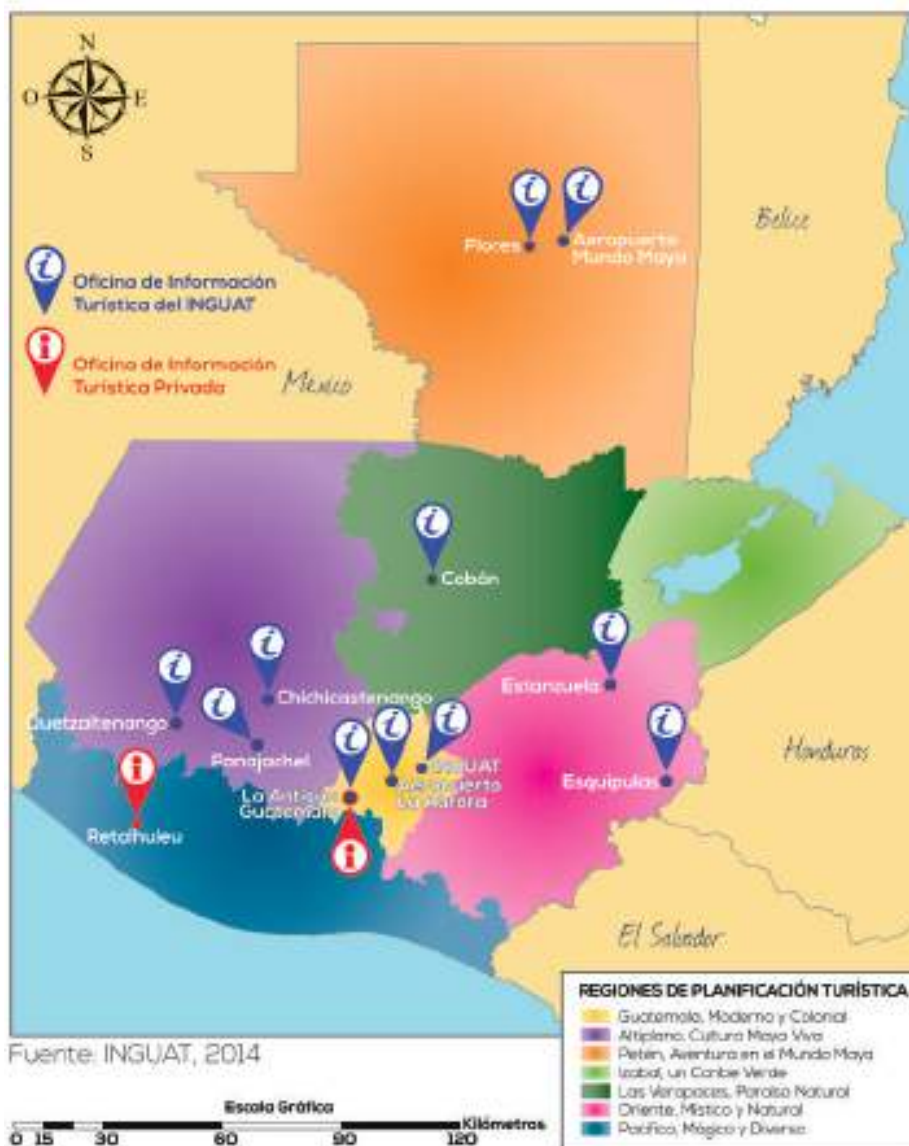 N
O
E
S
Belice
Flores
Aeropuerto
Mundo Maya
Oficina de Información
Turística del INGUAT
Oficina de Información
Turística Privada
Mexico
Cobán
Estanzuela
Chichicastenango
Quetzaltenango
Panajachel
INGUAT
Aeropuerto
La Aurora
La Antigua
Guatemala
Esquipulas
Honduras
Retalhuleu
El Salvador
REGIONES DE PLANIFICACIÓN TURÍSTICA
Guatemala, Moderna y Colonial
Altiplano, Cultura Maya Viva
Petén, Aventura en el Mundo Maya
Izabal, un Caribe Verde
Las Verapaces, Paraíso Natural
Oriente, Místico y Natural
Pacífico, Mágico y Diverso
Fuente: INGUAT, 2014
Escala Gráfica
Kilómetros
0 15 30 60 90 120